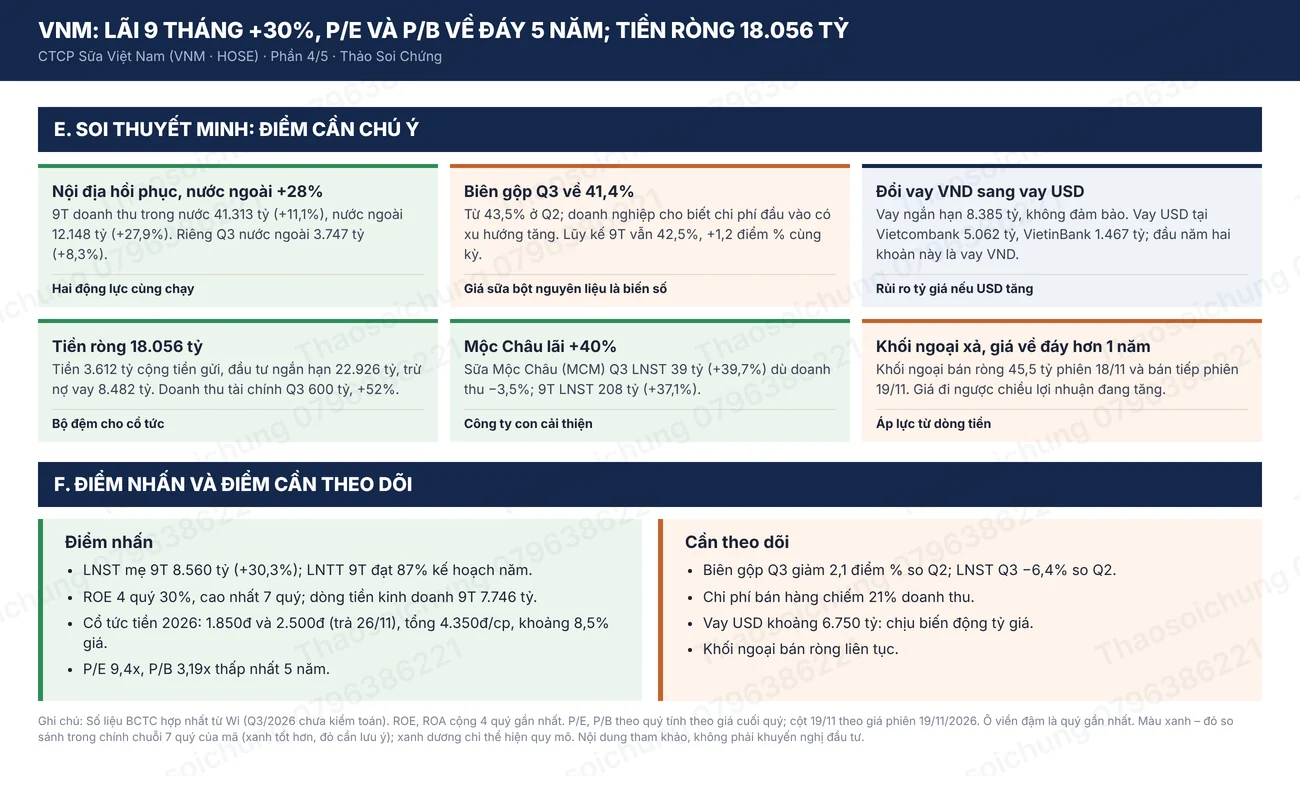 VNM: LÃI 9 THÁNG +30%, P/E VÀ P/B VỀ ĐÁY 5 NĂM; TIỀN RÒNG 18.056 TỶ
CTCP Sữa Việt Nam (VNM · HOSE) · Phần 4/5 · Thảo Soi Chứng
E. SOI THUYẾT MINH: ĐIỂM CẦN CHÚ Ý
Nội địa hồi phục, nước ngoài +28%
9T doanh thu trong nước 41.313 tỷ (+11,1%), nước ngoài
12.148 tỷ (+27,9%). Riêng Q3 nước ngoài 3.747 tỷ
(+8,3%).
Hai động lực cùng chạy
Biên gộp Q3 về 41,4%
Từ 43,5% ở Q2; doanh nghiệp cho biết chi phí đầu vào có
xu hướng tăng. Lũy kế 9T vẫn 42,5%, +1,2 điểm % cùng
kỳ.
Giá sữa bột nguyên liệu là biến số
Đổi vay VND sang vay USD
Vay ngắn hạn 8.385 tỷ, không đảm bảo. Vay USD tại
Vietcombank 5.062 tỷ, VietinBank 1.467 tỷ; đầu năm hai
khoản này là vay VND.
Rủi ro tỷ giá nếu USD tăng
Tiền ròng 18.056 tỷ
Tiền 3.612 tỷ cộng tiền gửi, đầu tư ngắn hạn 22.926 tỷ, trừ
nợ vay 8.482 tỷ. Doanh thu tài chính Q3 600 tỷ, +52%.
Bộ đệm cho cổ tức
Mộc Châu lãi +40%
Sữa Mộc Châu (MCM) Q3 LNST 39 tỷ (+39,7%) dù doanh
thu −3,5%; 9T LNST 208 tỷ (+37,1%).
Công ty con cải thiện
Khối ngoại xả, giá về đáy hơn 1 năm
Khối ngoại bán ròng 45,5 tỷ phiên 18/11 và bán tiếp phiên
19/11. Giá đi ngược chiều lợi nhuận đang tăng.
Áp lực từ dòng tiền
F. ĐIỂM NHẤN VÀ ĐIỂM CẦN THEO DÕI
Điểm nhấn
• LNST mẹ 9T 8.560 tỷ (+30,3%); LNTT 9T đạt 87% kế hoạch năm.
• ROE 4 quý 30%, cao nhất 7 quý; dòng tiền kinh doanh 9T 7.746 tỷ.
• Cổ tức tiền 2026: 1.850đ và 2.500đ (trả 26/11), tổng 4.350đ/cp, khoảng 8,5%
giá.
• P/E 9,4x, P/B 3,19x thấp nhất 5 năm.
Cần theo dõi
• Biên gộp Q3 giảm 2,1 điểm % so Q2; LNST Q3 −6,4% so Q2.
• Chi phí bán hàng chiếm 21% doanh thu.
• Vay USD khoảng 6.750 tỷ: chịu biến động tỷ giá.
• Khối ngoại bán ròng liên tục.
Ghi chú: Số liệu BCTC hợp nhất từ Wi (Q3/2026 chưa kiểm toán). ROE, ROA cộng 4 quý gần nhất. P/E, P/B theo quý tính theo giá cuối quý; cột 19/11 theo giá phiên 19/11/2026. Ô viền đậm là quý gần nhất. Màu xanh – đỏ so
sánh trong chính chuỗi 7 quý của mã (xanh tốt hơn, đỏ cần lưu ý); xanh dương chỉ thể hiện quy mô. Nội dung tham khảo, không phải khuyến nghị đầu tư.
Thaosoichung 0796386221